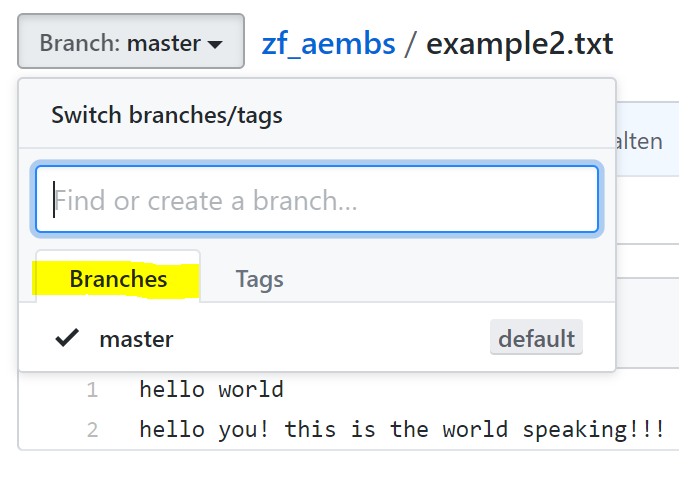 Branch: master zf_aembs / example2.txt
Switch branches/tags
alten
Find or create a branch...
Branches Tags
master default
1 hello world
2 hello you! this is the world speaking!!!